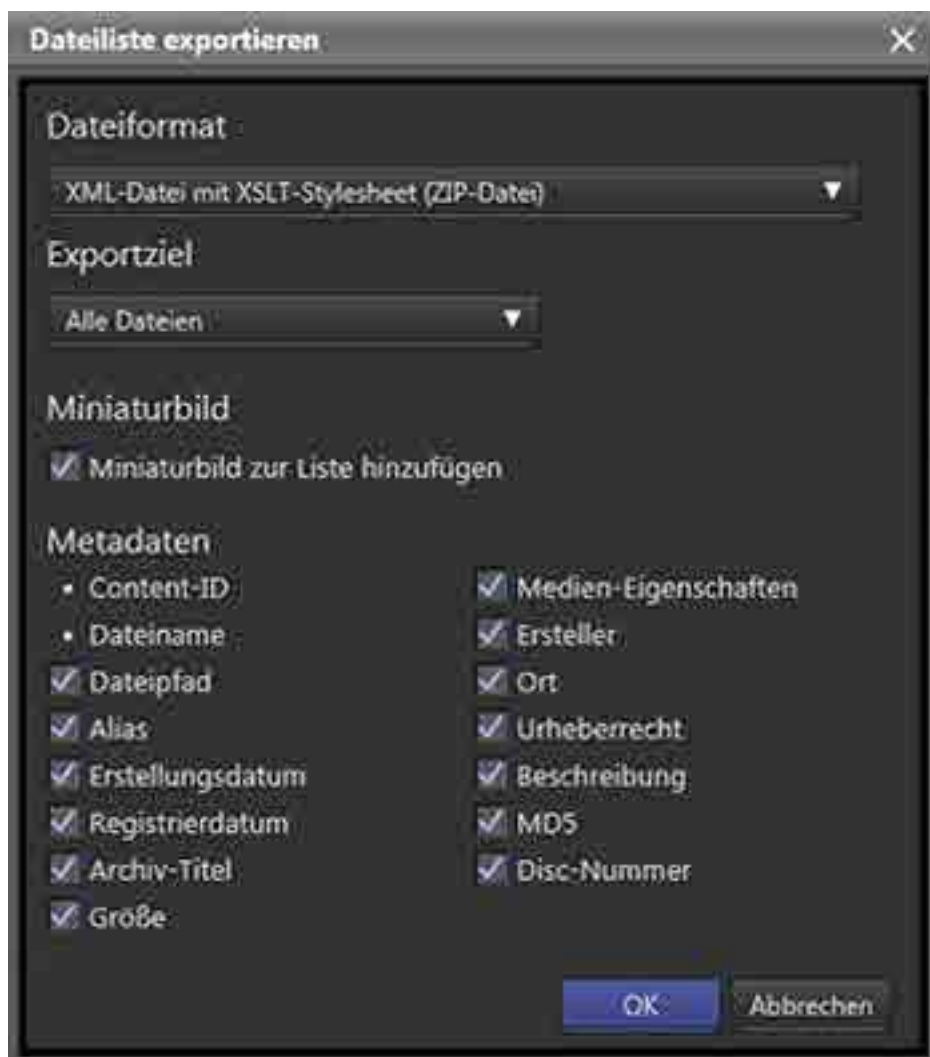 Dateiliste exportieren
Dateiformat
XML-Datei mit XSLT-Stylesheet (ZIP-Datei)
Exportziel
Alle Dateien
Miniaturbild
Miniaturbild zur Liste hinzufügen
Metadaten
• Content-ID
• Dateiname
Dateipfad
Alias
Erstellungsdatum
Registrierdatum
Archiv-Titel
Größe
Medien-Eigenschaften
Ersteller
Ort
Urheberrecht
Beschreibung
MD5
Disc-Nummer
OK
Abbrechen